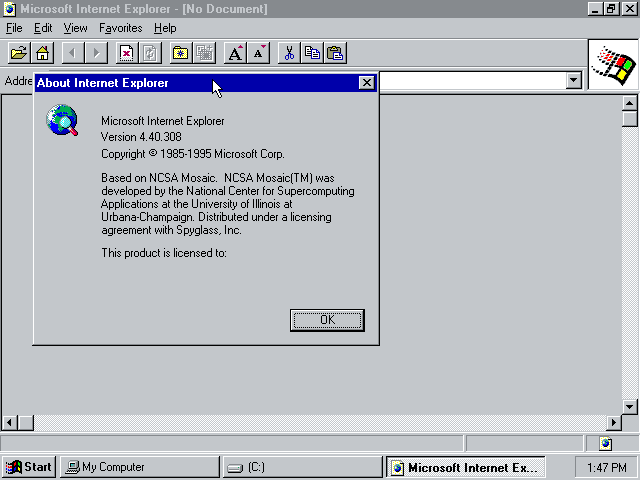 Microsoft Internet Explorer - [No Document]
File Edit View Favorites Help
A A
Addre
About Internet Explorer
Microsoft Internet Explorer
Version 4.40.308
Copyright © 1985-1995 Microsoft Corp.
Based on NCSA Mosaic. NCSA Mosaic(TM) was
developed by the National Center for Supercomputing
Applications at the University of Illinois at
Urbana-Champaign. Distributed under a licensing
agreement with Spyglass, Inc.
This product is licensed to:
OK
Start My Computer (C:) Microsoft Internet Ex... 1:47 PM